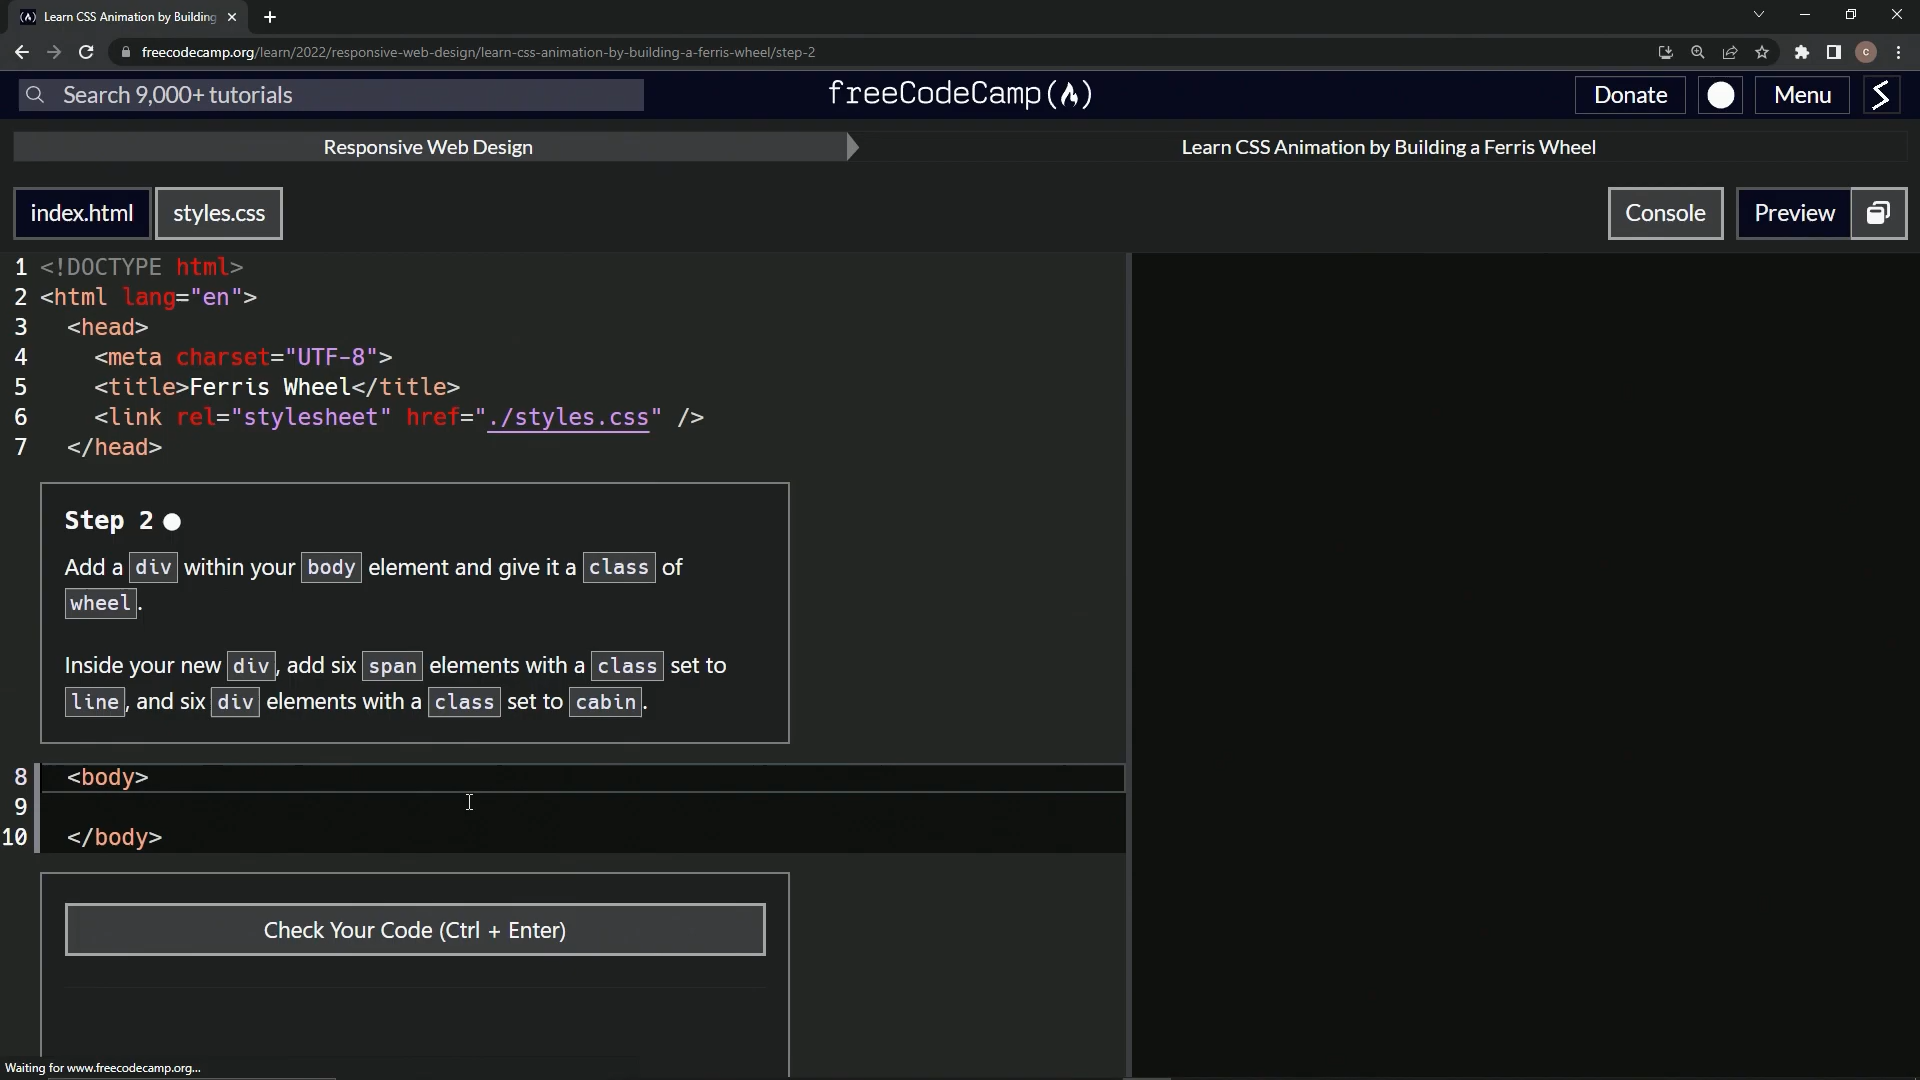 Learn CSS Animation by Building
freecodecamp.org/learn/2022/responsive-web-design/learn-css-animation-by-building-a-ferris-wheel/step-2
C
Search 9,000+ tutorials
freeCodeCamp
Donate
Menu
Responsive Web Design
Learn CSS Animation by Building a Ferris Wheel
index.html
styles.css
Console
Preview
1 <!DOCTYPE html>
2 <html lang="en">
3 <head>
4 <meta charset="UTF-8">
5 <title>Ferris Wheel</title>
6 <link rel="stylesheet" href="./styles.css" />
7 </head>
Step 2
Add a div within your body element and give it a class of
wheel.
Inside your new div, add six span elements with a class set to
line, and six div elements with a class set to cabin.
8 <body>
9
10 </body>
Check Your Code (Ctrl + Enter)
Waiting for www.freecodecamp.org...